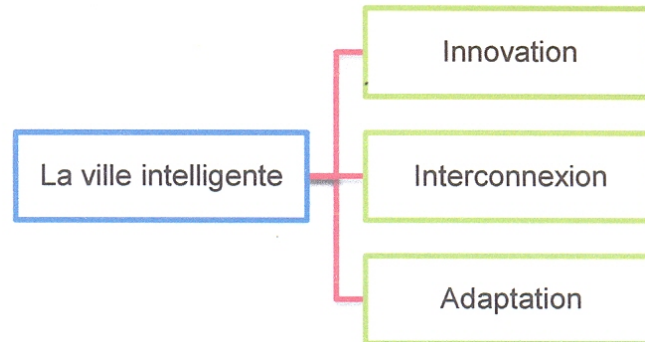 Innovation
La ville intelligente
Interconnexion
Adaptation